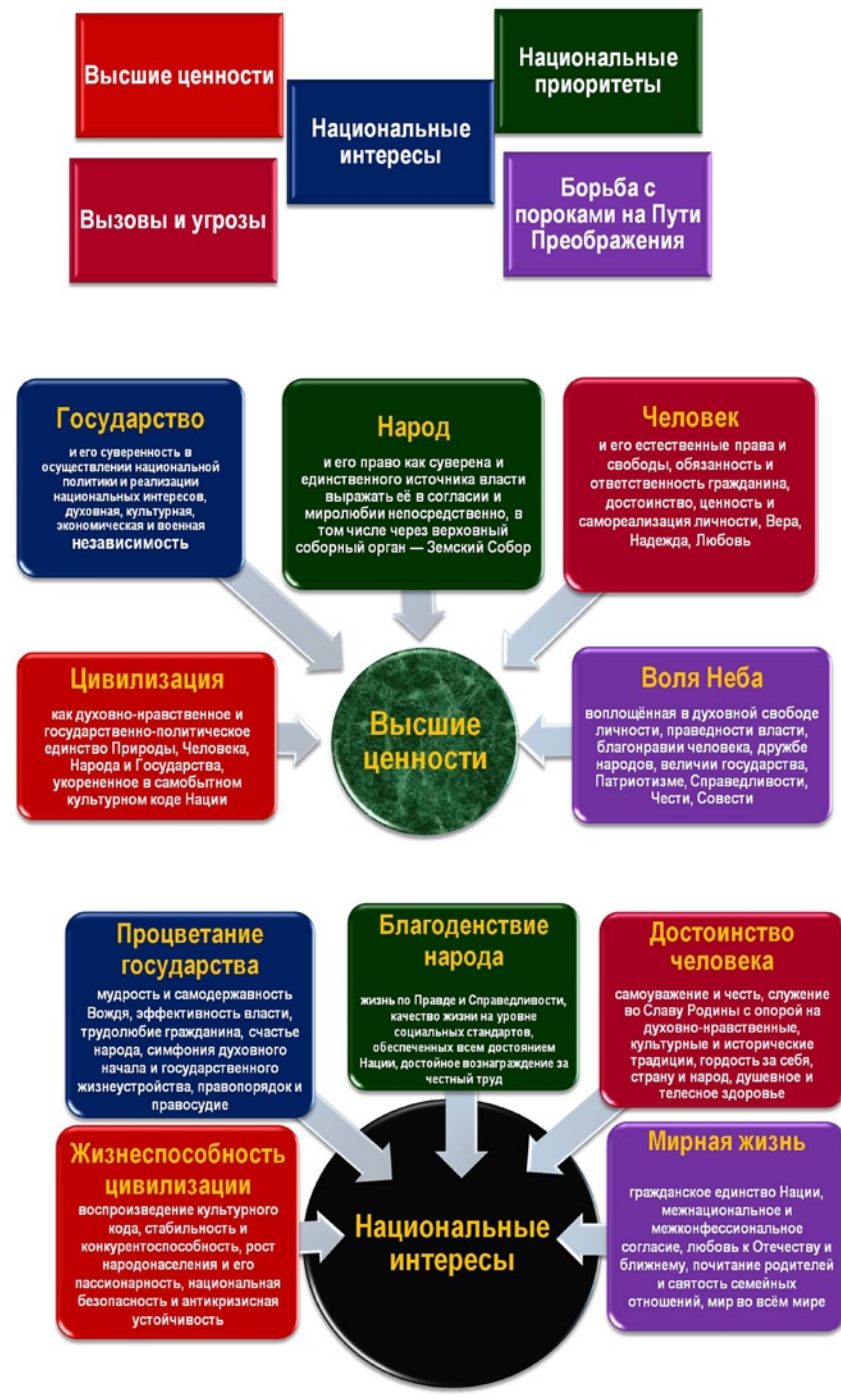 Высшие ценности
Национальные
приоритеты
Национальные
интересы
Вызовы и угрозы
Борьба с
пороками на Пути
Преображения
Государство
и его суверенность в
осуществлении национальной
политики и реализации
национальных интересов,
духовная, культурная,
экономическая и военная
независимость
Народ
и его право как суверена и
единственного источника власти
выражать её в согласии и
миролюбии непосредственно, в
том числе через верховный
соборный орган — Земский Собор
Человек
и его естественные права и
свободы, обязанность и
ответственность гражданина,
достоинство, ценность и
самореализация личности, Вера,
Надежда, Любовь
Цивилизация
как духовно-нравственное и
государственно-политическое
единство Природы, Человека,
Народа и Государства,
укорененное в самобытном
культурном коде Нации
Высшие
ценности
Воля Неба
воплощённая в духовной свободе
личности, праведности власти,
благонравии человека, дружбе
народов, величии государства,
Патриотизме, Справедливости,
Чести, Совести
Процветание
государства
мудрость и самодержавность
Вождя, эффективность власти,
трудолюбие гражданина, счастье
народа, симфония духовного
начала и государственного
жизнеустройства, правопорядок и
правосудие
Благоденствие
народа
жизнь по Правде и Справедливости,
качество жизни на уровне
социальных стандартов,
обеспеченных всем достоянием
Нации, достойное вознаграждение за
честный труд
Достоинство
человека
самоуважение и честь, служение
во Славу Родины с опорой на
духовно-нравственные,
культурные и исторические
традиции, гордость за себя,
страну и народ, душевное и
телесное здоровье
Жизнеспособность
цивилизации
воспроизведение культурного
кода, стабильность и
конкурентоспособность, рост
народонаселения и его
пассионарность, национальная
безопасность и антикризисная
устойчивость
Национальные
интересы
Мирная жизнь
гражданское единство Нации,
межнациональное и
межконфессиональное
согласие, любовь к Отечеству и
ближнему, почитание родителей
и святость семейных
отношений, мир во всём мире